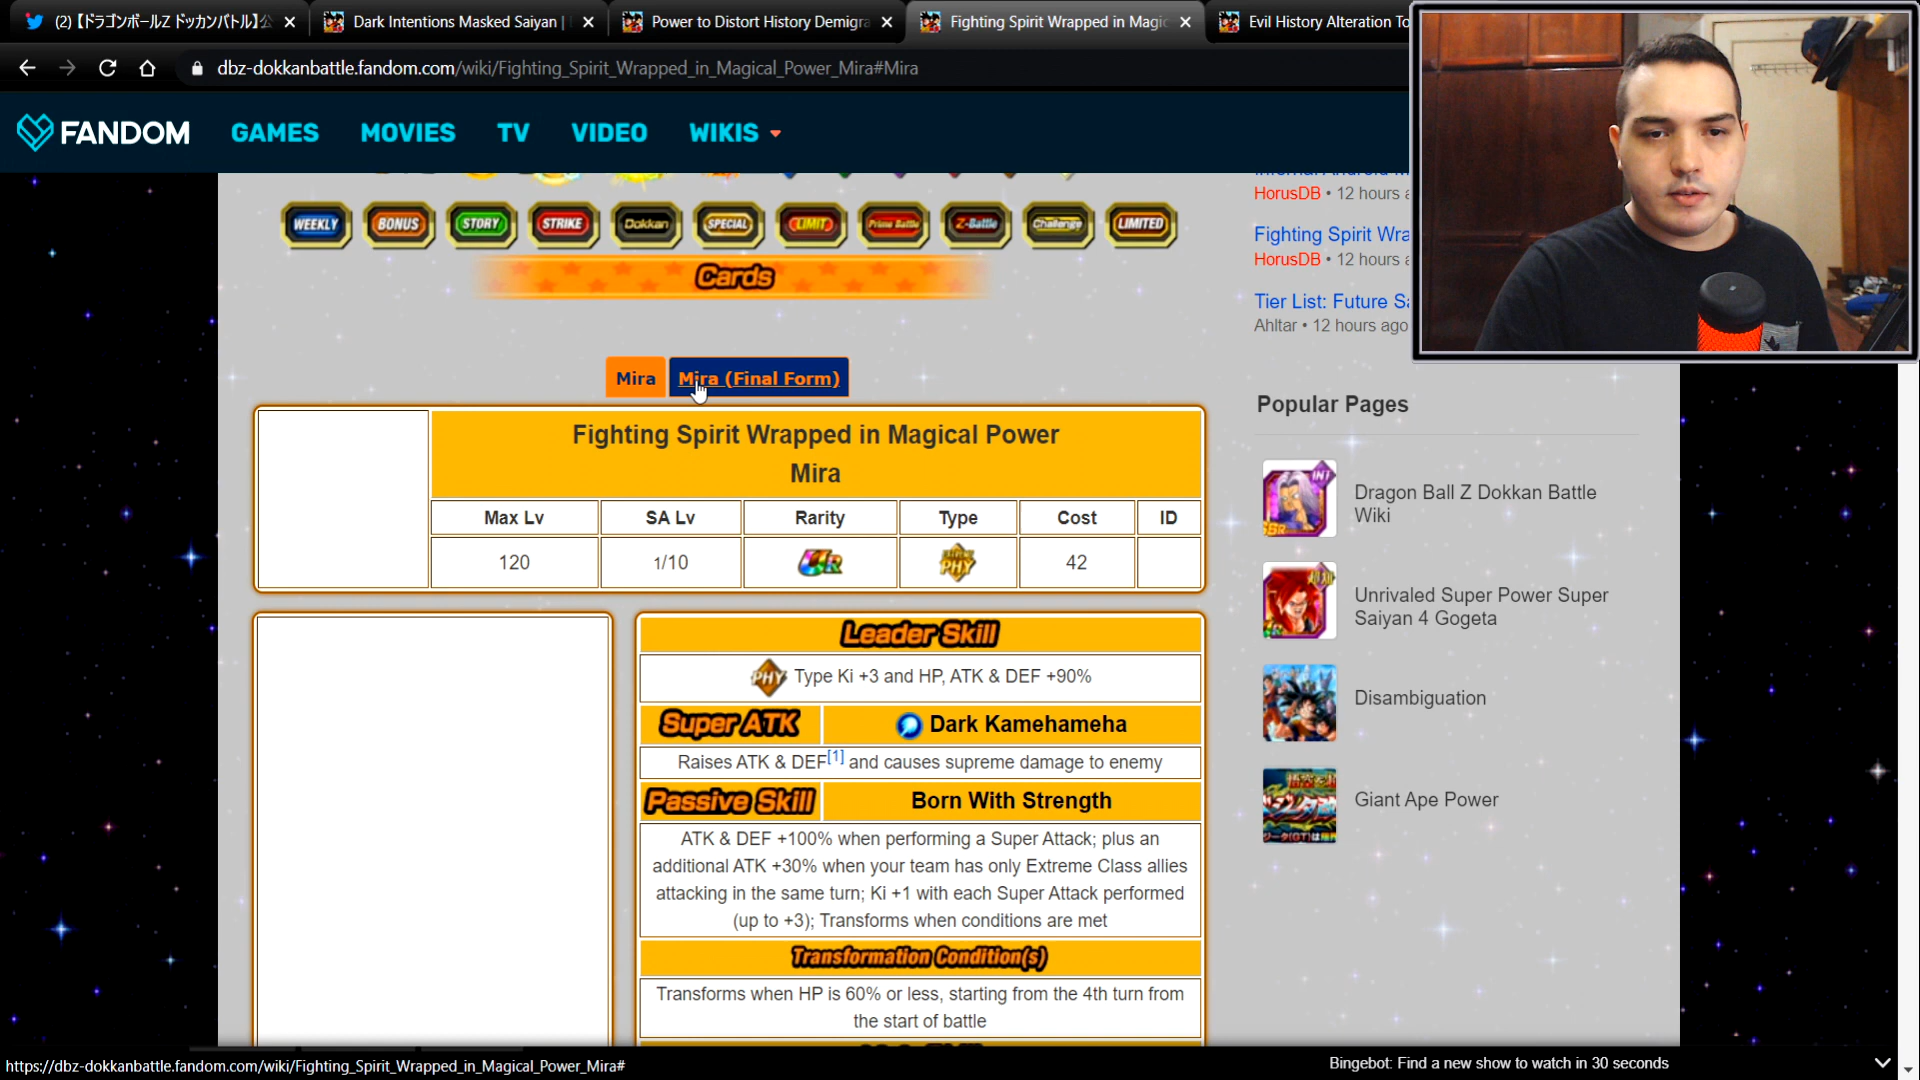 (2)【ドラゴンボールZ ドッカンバトル】公
Dark Intentions Masked Saiyan |
Power to Distort History Demigra
Fighting Spirit Wrapped in Magic
Evil History Alteration To
dbz-dokkanbattle.fandom.com/wiki/Fighting_Spirit_Wrapped_in_Magical_Power_Mira#Mira
FANDOM GAMES MOVIES TV VIDEO WIKIS
HorusDB • 12 hours a
WEEKLY BONUS STORY STRIKE Dokkan SPECIAL LIMIT Prime Battle Z-Battle Challenge LIMITED
Fighting Spirit Wra
HorusDB • 12 hours a
Cards
Tier List: Future Sa
Ahltar • 12 hours ago
Mira Mira (Final Form)
Fighting Spirit Wrapped in Magical Power
Mira
Max Lv SA Lv Rarity Type Cost ID
120 1/10 UR EXTREME PHY 42
Leader Skill
PHY Type Ki +3 and HP, ATK & DEF +90%
Super ATK Dark Kamehameha
Raises ATK & DEF[1] and causes supreme damage to enemy
Passive Skill Born With Strength
ATK & DEF +100% when performing a Super Attack; plus an
additional ATK +30% when your team has only Extreme Class allies
attacking in the same turn; Ki +1 with each Super Attack performed
(up to +3); Transforms when conditions are met
Transformation Condition(s)
Transforms when HP is 60% or less, starting from the 4th turn from
the start of battle
Popular Pages
INT
Dragon Ball Z Dokkan Battle
Wiki
Unrivaled Super Power Super
Saiyan 4 Gogeta
Disambiguation
Giant Ape Power
https://dbz-dokkanbattle.fandom.com/wiki/Fighting_Spirit_Wrapped_in_Magical_Power_Mira#
Bingebot: Find a new show to watch in 30 seconds